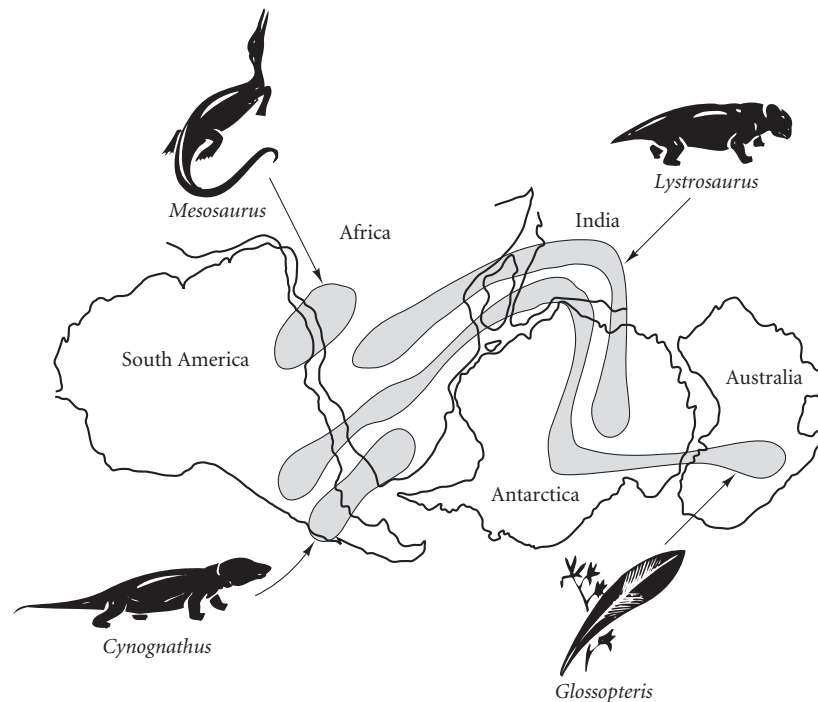 Mesosaurus
Lystrosaurus
Africa
India
South America
Australia
Antarctica
Cynognathus
Glossopteris